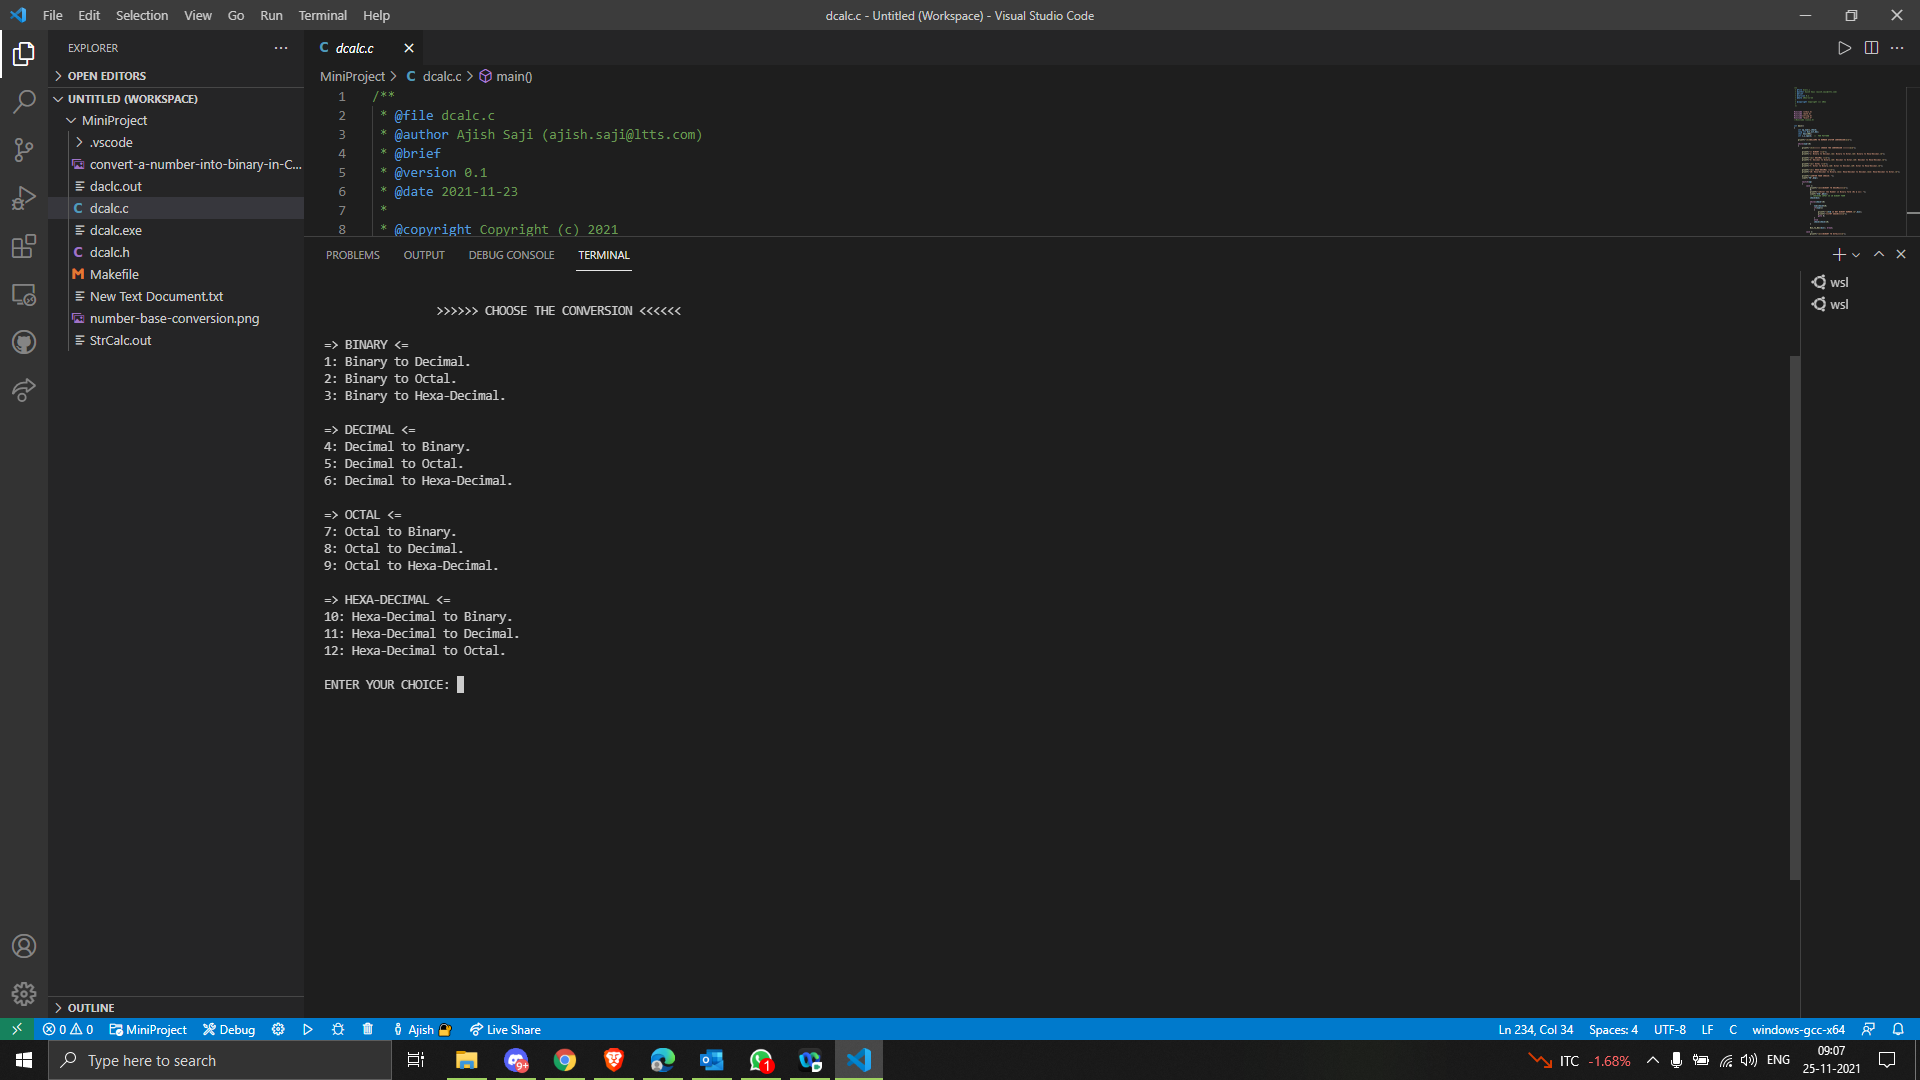 File Edit Selection View Go Run Terminal Help
dcalc.c - Untitled (Workspace) - Visual Studio Code
EXPLORER
OPEN EDITORS
UNTITLED (WORKSPACE)
MiniProject
.vscode
convert-a-number-into-binary-in-C...
daclc.out
dcalc.c
dcalc.exe
dcalc.h
Makefile
New Text Document.txt
number-base-conversion.png
StrCalc.out
OUTLINE
dcalc.c
MiniProject > dcalc.c > main()
1 /**
2 * @file dcalc.c
3 * @author Ajish Saji (ajish.saji@ltts.com)
4 * @brief
5 * @version 0.1
6 * @date 2021-11-23
7 *
8 * @copyright Copyright (c) 2021
PROBLEMS OUTPUT DEBUG CONSOLE TERMINAL
wsl
wsl
>>>>>> CHOOSE THE CONVERSION <<<<<<
=> BINARY <=
1: Binary to Decimal.
2: Binary to Octal.
3: Binary to Hexa-Decimal.
=> DECIMAL <=
4: Decimal to Binary.
5: Decimal to Octal.
6: Decimal to Hexa-Decimal.
=> OCTAL <=
7: Octal to Binary.
8: Octal to Decimal.
9: Octal to Hexa-Decimal.
=> HEXA-DECIMAL <=
10: Hexa-Decimal to Binary.
11: Hexa-Decimal to Decimal.
12: Hexa-Decimal to Octal.
ENTER YOUR CHOICE:
0 0 MiniProject Debug Ajish Live Share
Ln 234, Col 34 Spaces: 4 UTF-8 LF C windows-gcc-x64
Type here to search
9+
1
ITC -1.68%
ENG
09:07
25-11-2021